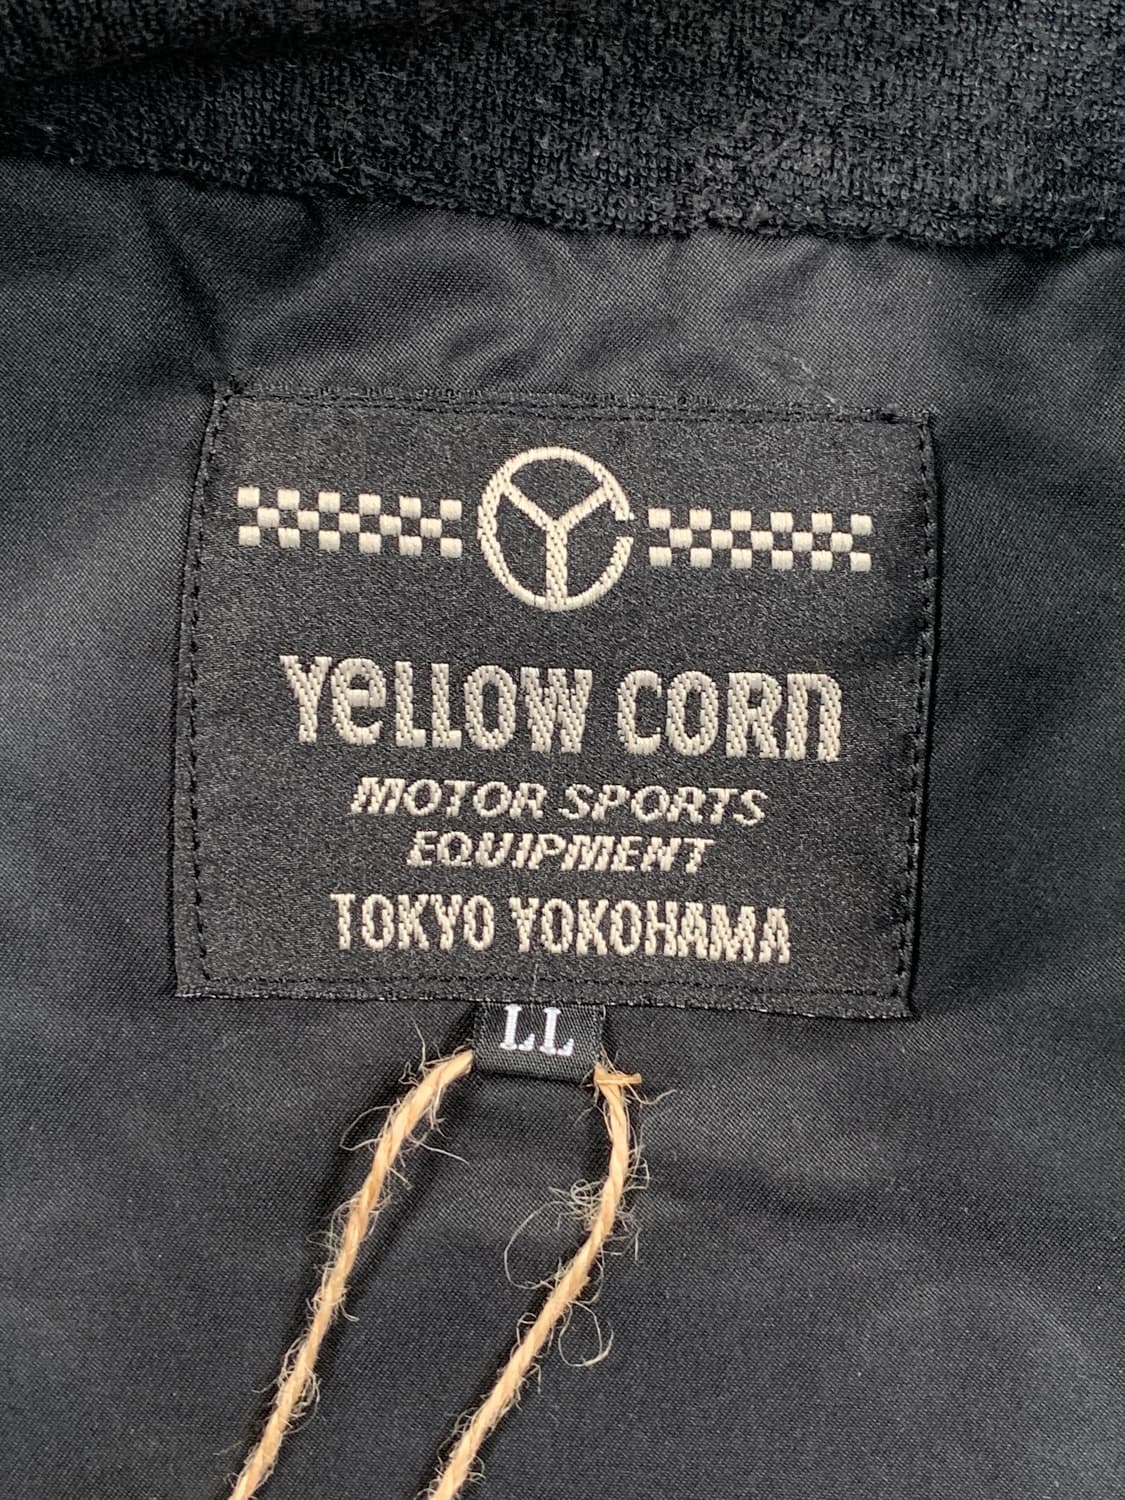 YeLLOW CORn
MOTOR SPORTS
EQUIPMENT
TOKYO YOKOHAMA
LL